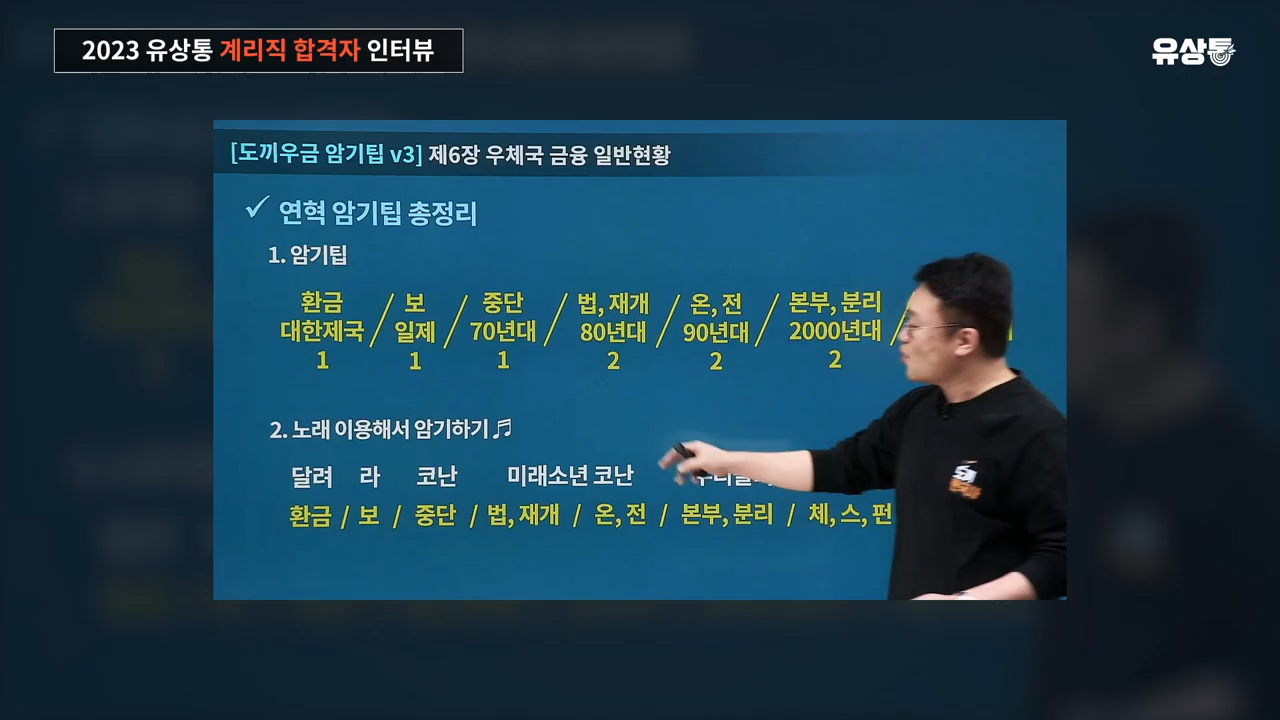 2023 유상통 계리직 합격자 인터뷰
유상통
[도끼우금 암기팁 v3] 제6장 우체국 금융 일반현황
✓ 연혁 암기팁 총정리
1. 암기팁
환금 / 보 / 중단 / 법, 재개 / 온, 전 / 본부, 분리 /
대한제국 일제 70년대 80년대 90년대 2000년대
1 1 1 2 2 2
2. 노래 이용해서 암기하기 ♬
달려 라 코난 미래소년 코난
환금 / 보 / 중단 / 법, 재개 / 온, 전 / 본부, 분리 / 체, 스, 펀